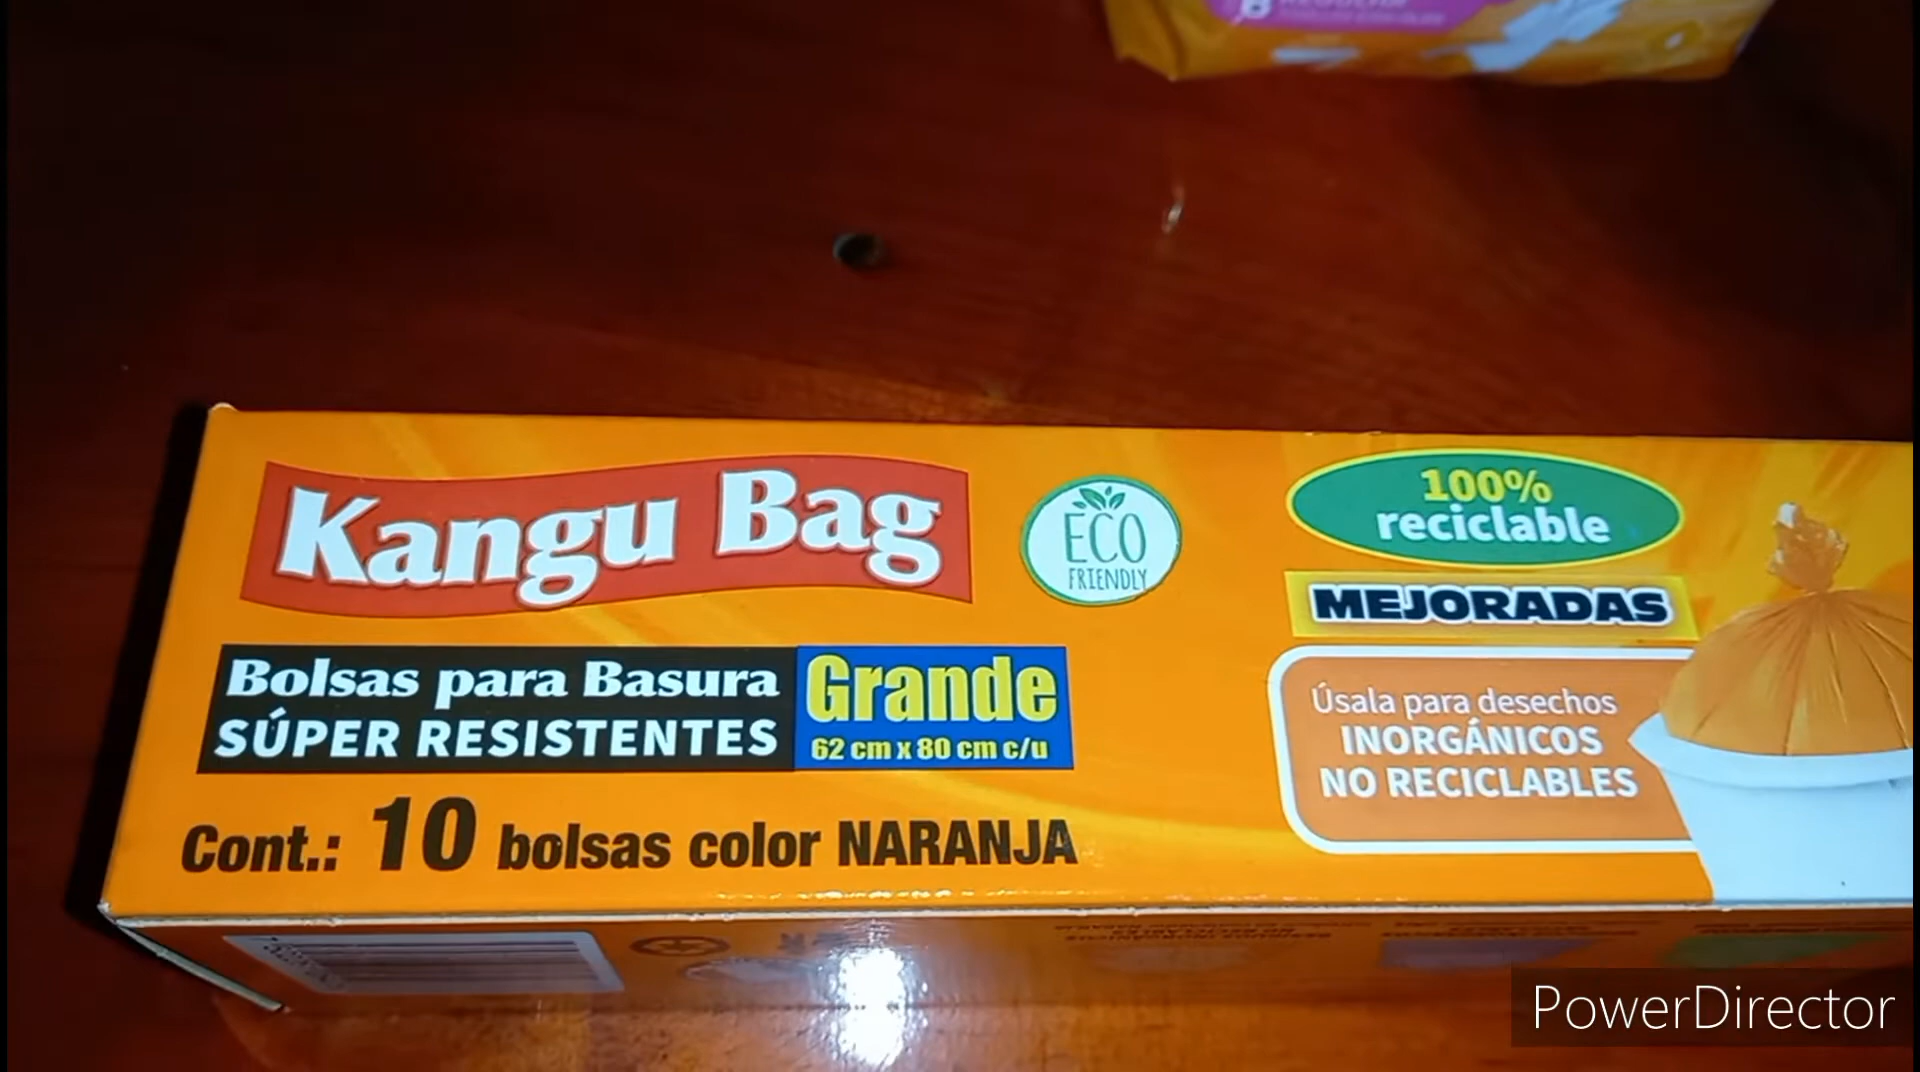 Kangu Bag
ECO
FRIENDLY
100%
reciclable
MEJORADAS
Bolsas para Basura
SÚPER RESISTENTES
Grande
62 cm x 80 cm c/u
Úsala para desechos
INORGÁNICOS
NO RECICLABLES
Cont.: 10 bolsas color NARANJA
PowerDirector